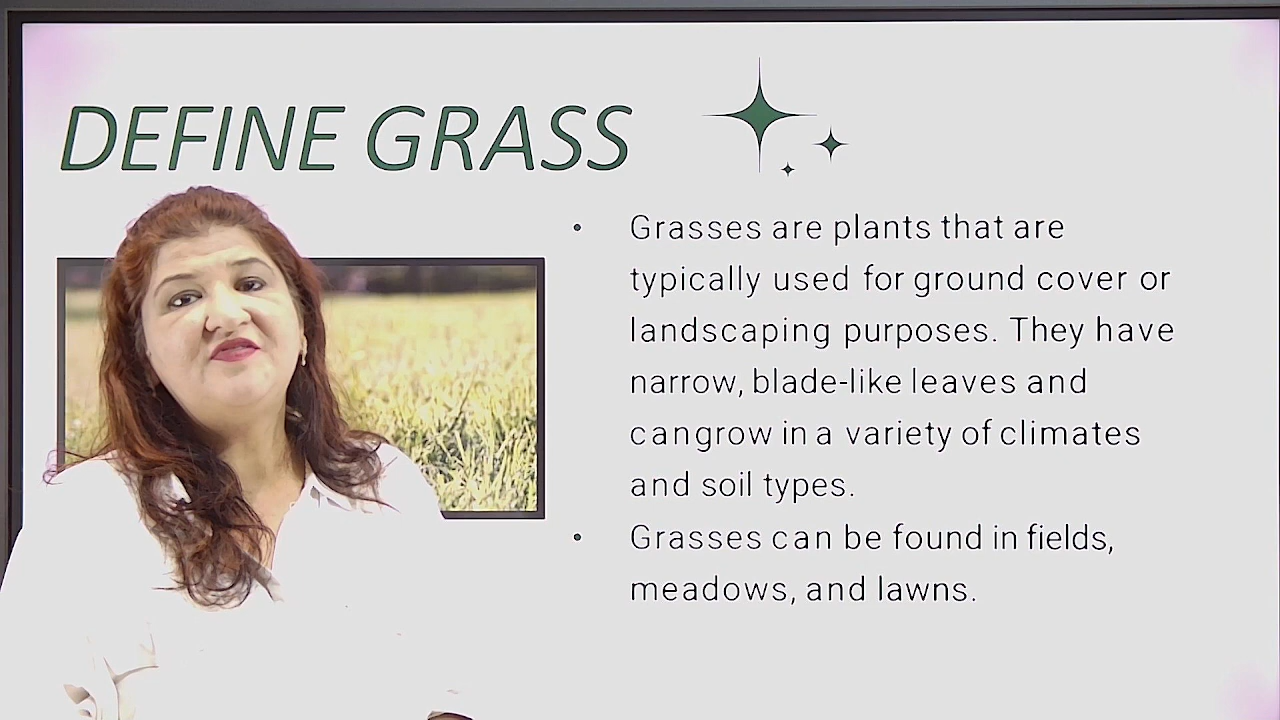 DEFINE GRASS
• Grasses are plants that are
typically used for ground cover or
landscaping purposes. They have
narrow, blade-like leaves and
can grow in a variety of climates
and soil types.
• Grasses can be found in fields,
meadows, and lawns.